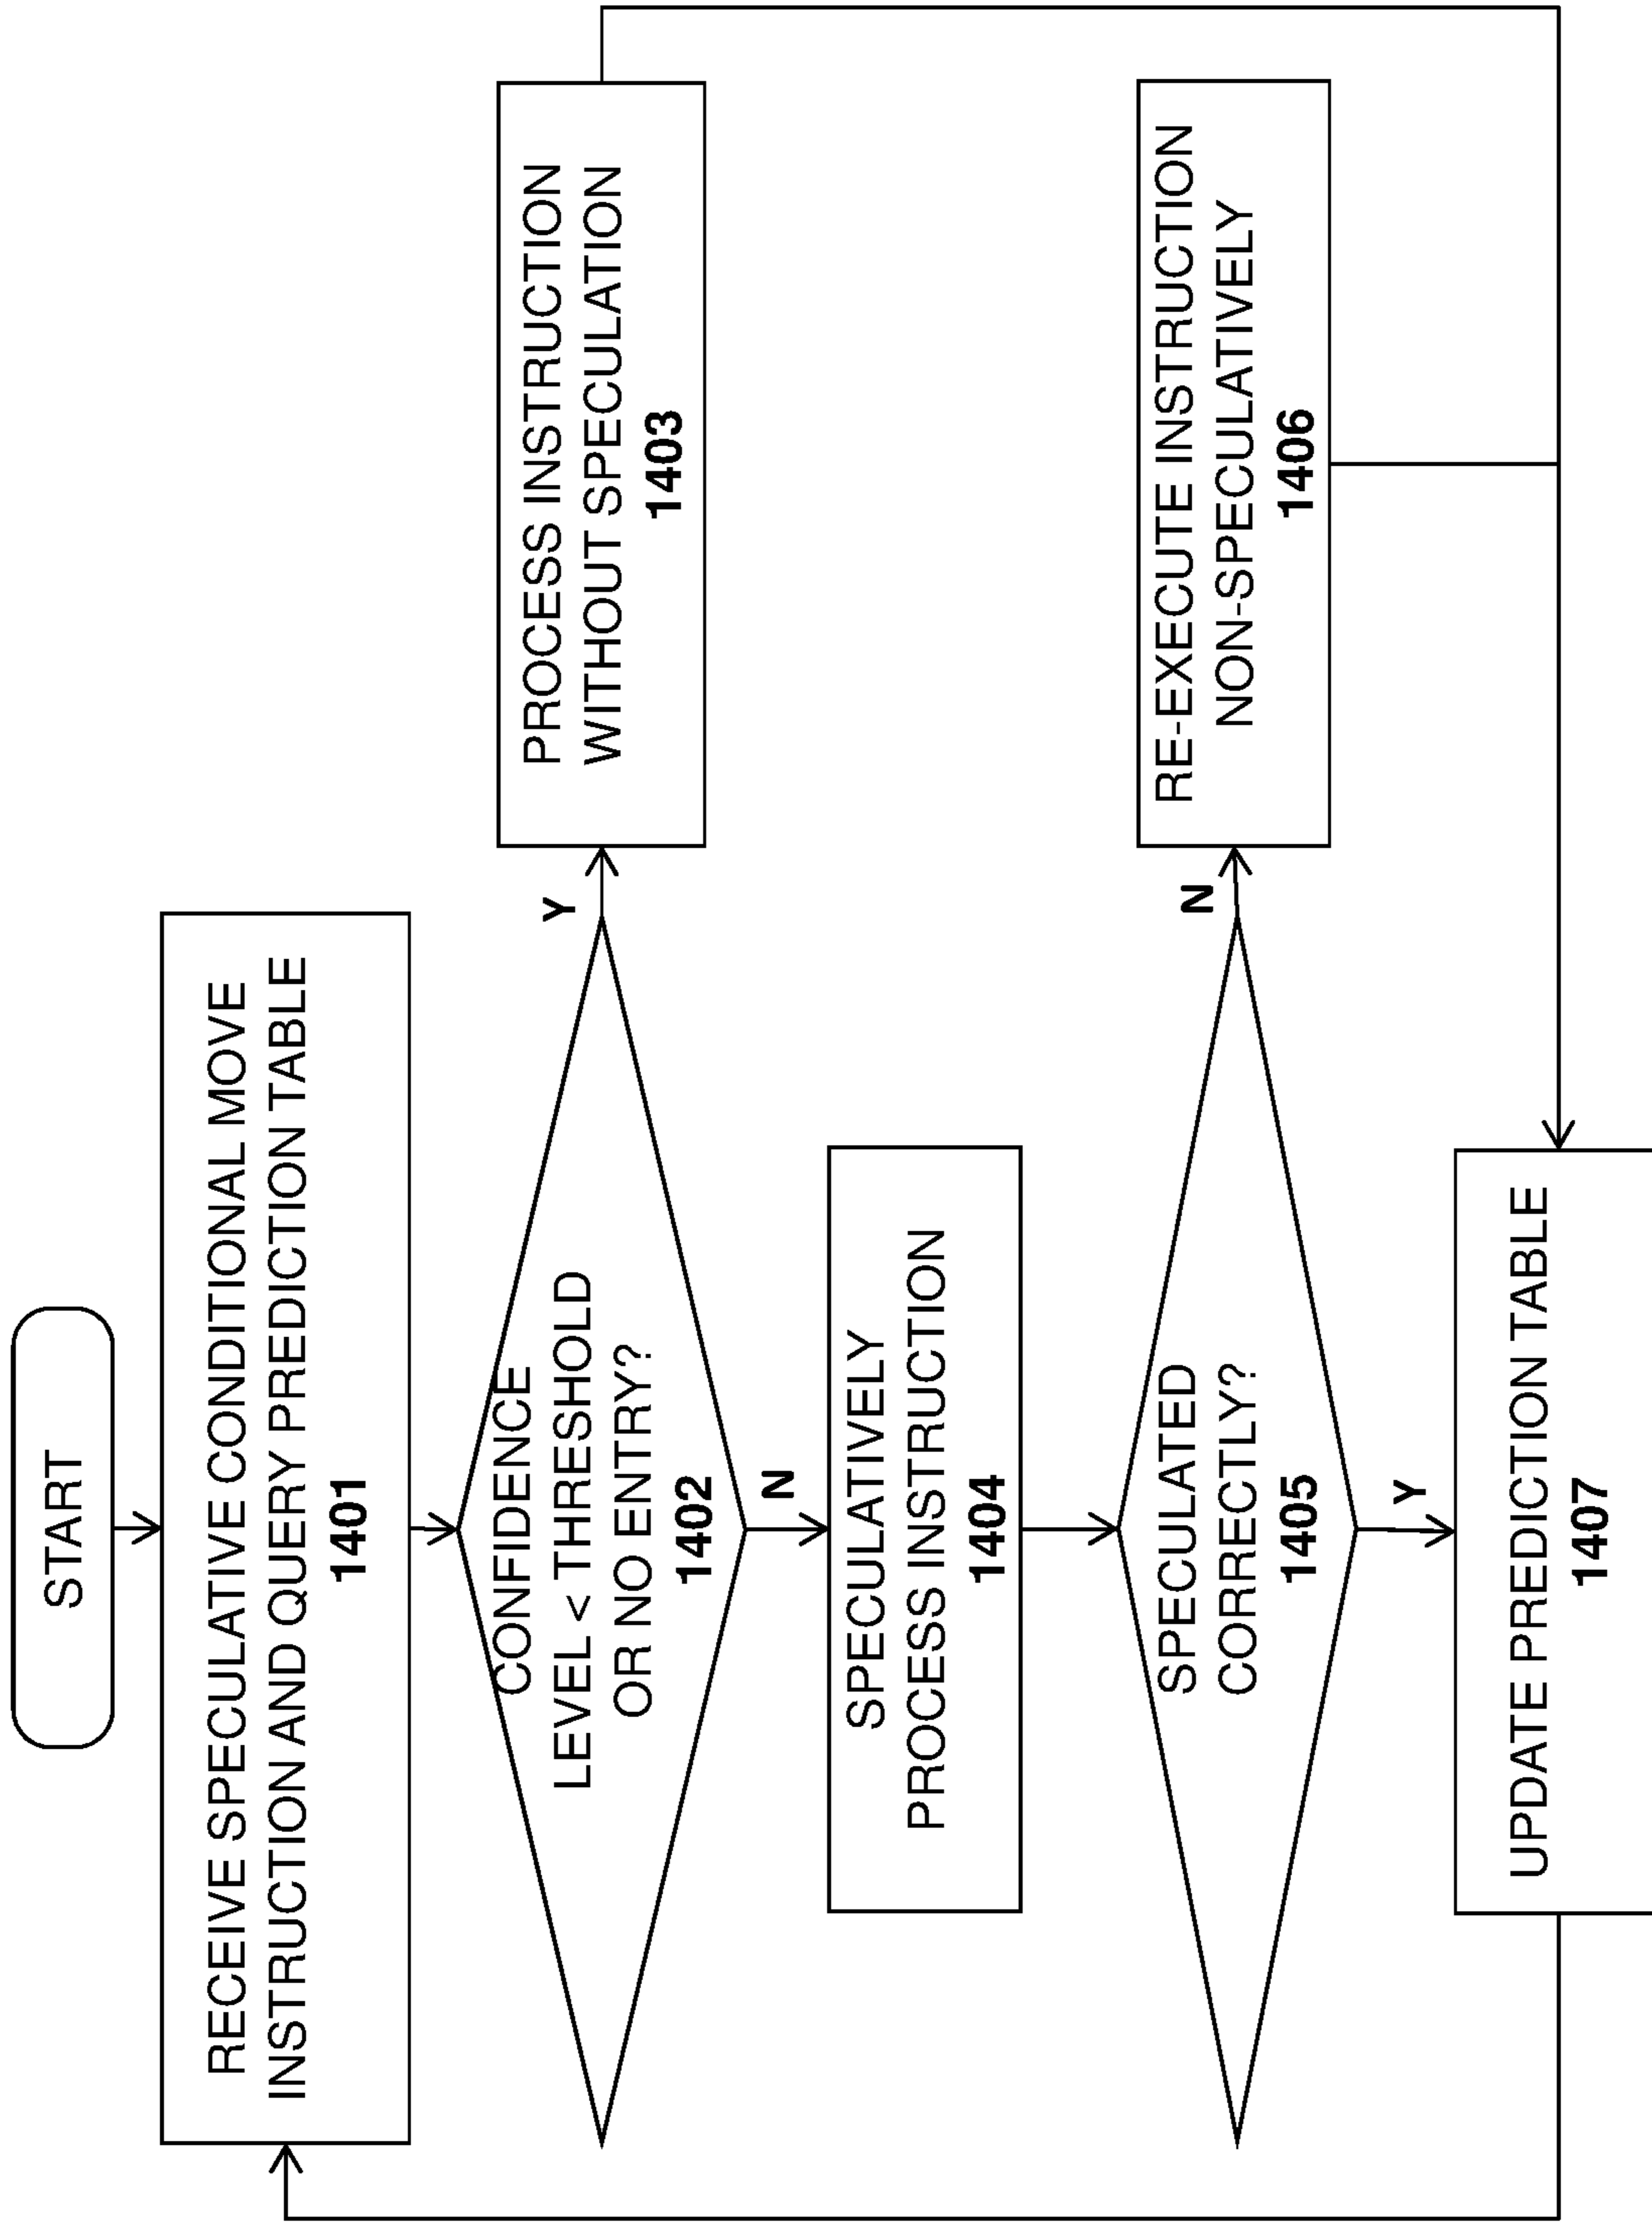 START
RECEIVE SPECULATIVE CONDITIONAL MOVE
INSTRUCTION AND QUERY PREDICTION TABLE
1401
CONFIDENCE
LEVEL < THRESHOLD
OR NO ENTRY?
1402
Y
PROCESS INSTRUCTION
WITHOUT SPECULATION
1403
N
SPECULATIVELY
PROCESS INSTRUCTION
1404
SPECULATED
CORRECTLY?
1405
N
RE-EXECUTE INSTRUCTION
NON-SPECULATIVELY
1406
Y
UPDATE PREDICTION TABLE
1407